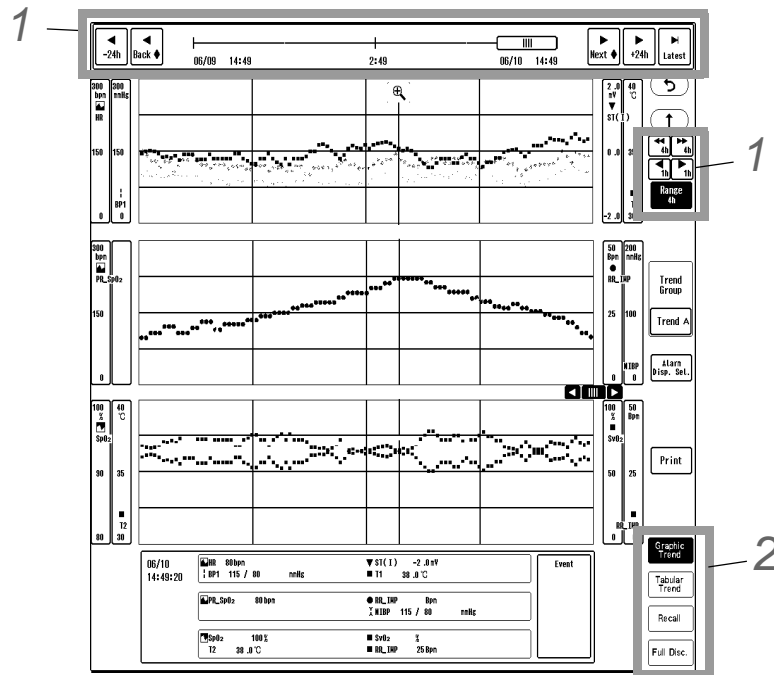 1
-24h Back Next +24h Latest
06/09 14:49 2:49 06/10 14:49
300 300 2.0 40
bpm mmHg mV ℃
HR ST(I)
4h 4h
150 150 0.0 35
1h 1h
1
Range
4h
BP1
0 0 -2.0 30
300 50 200
bpm Bpm mmHg
PR_SpO₂ RR_IMP
Trend
Group
150 25 100
Trend A
NIBP
Alarm
Disp. Sel.
0 0 0
100 40 100 50
% ℃ % Bpm
SpO₂ SvO₂
Print
90 35 50 25
T2 RR_IMP
80 30 0 0
Graphic
Trend
2
Tabular
Trend
Recall
Full Disc.
06/10
14:49:20
HR 80bpm ST(I) -2.0mV
BP1 115 / 80 mmHg T1 38.0℃
PR_SpO₂ 80bpm RR_IMP Bpm
NIBP 115 / 80 mmHg
SpO₂ 100% SvO₂ %
T2 38.0℃ RR_IMP 25Bpm
Event